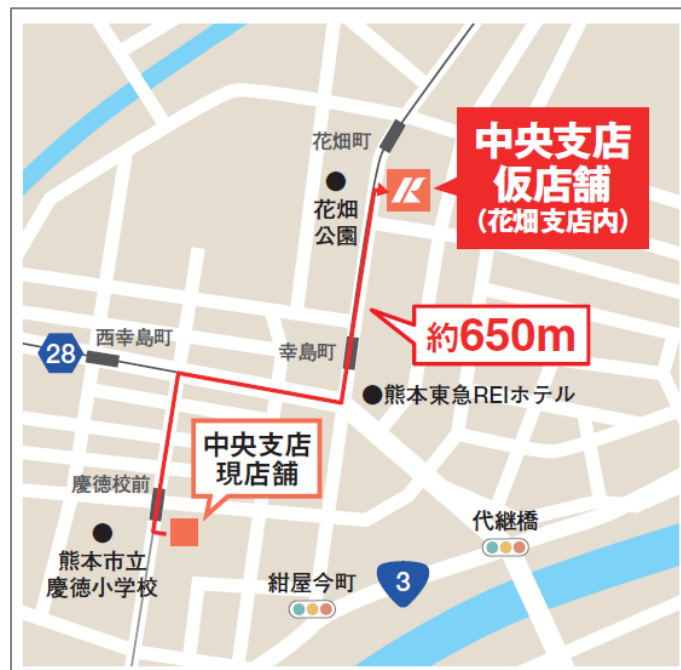 花畑町
中央支店
仮店舗
（花畑支店内）
花畑
公園
約650m
西幸島町
28
幸島町
熊本東急REIホテル
中央支店
現店舗
慶徳校前
熊本市立
慶徳小学校
代継橋
紺屋今町
3